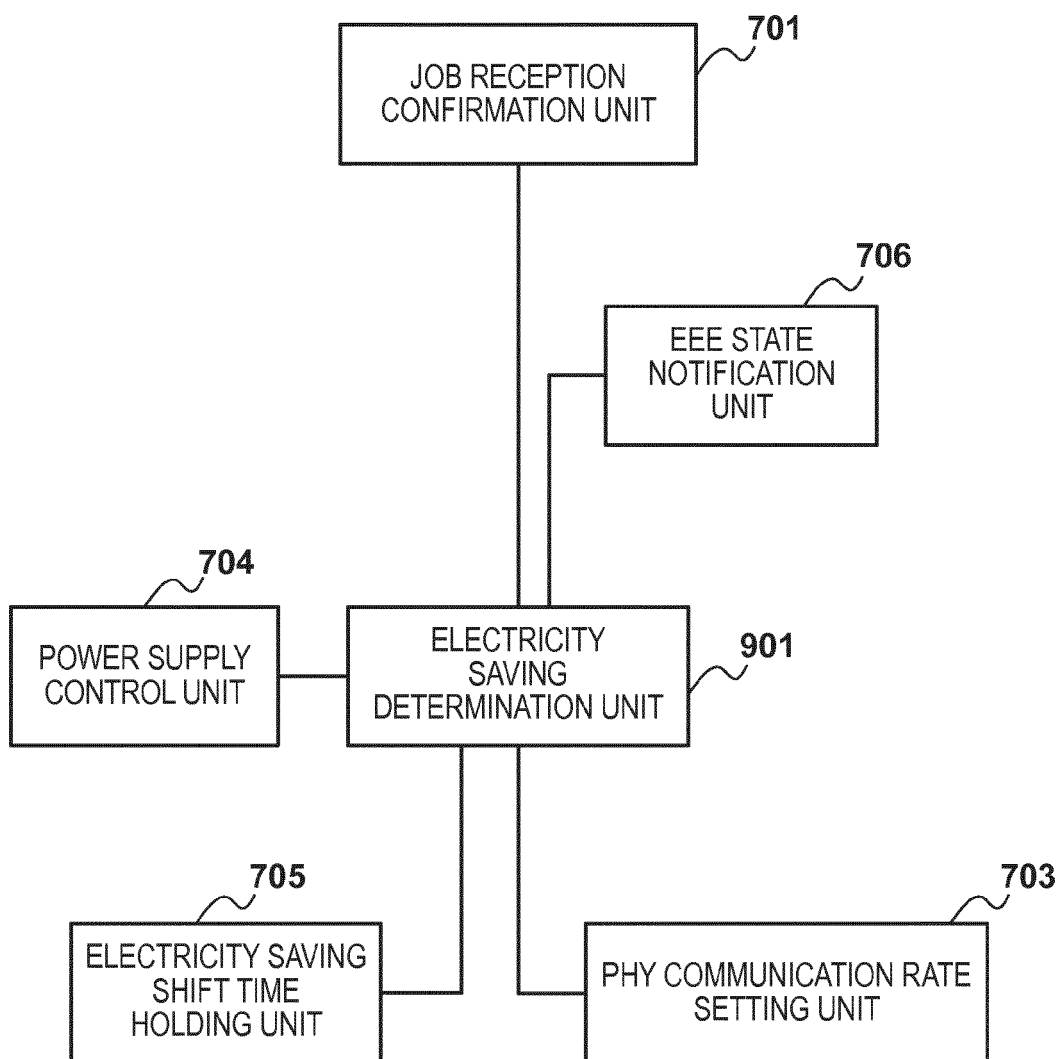 701
JOB RECEPTION
CONFIRMATION UNIT
706
EEE STATE
NOTIFICATION
UNIT
704
POWER SUPPLY
CONTROL UNIT
ELECTRICITY
SAVING
DETERMINATION UNIT
901
705
ELECTRICITY SAVING
SHIFT TIME
HOLDING UNIT
703
PHY COMMUNICATION RATE
SETTING UNIT